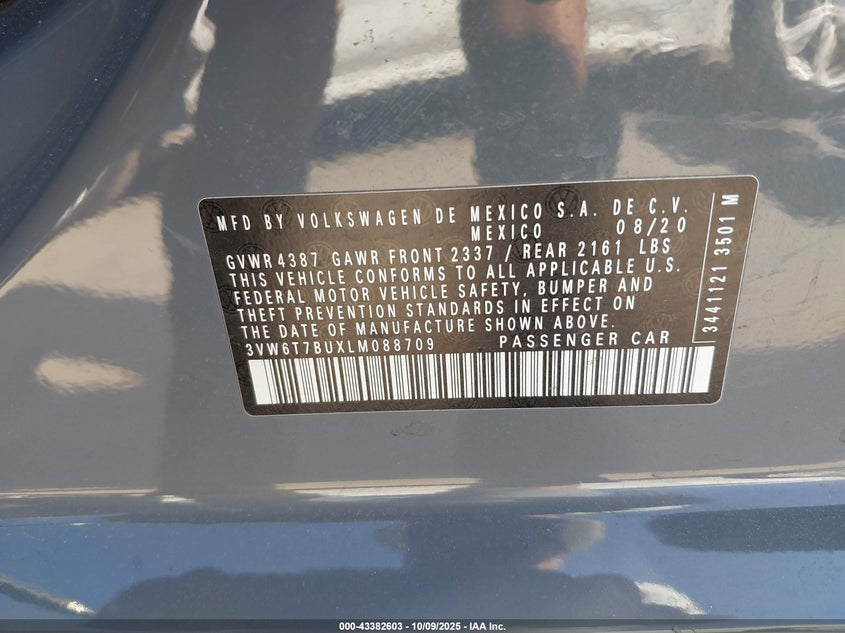 MFD BY VOLKSWAGEN DE MEXICO S.A. DE C.V.
MEXICO 08/20
GVWR 4387 GAWR FRONT 2337 / REAR 2161 LBS
THIS VEHICLE CONFORMS TO ALL APPLICABLE U.S.
FEDERAL MOTOR VEHICLE SAFETY, BUMPER AND
THEFT PREVENTION STANDARDS IN EFFECT ON
THE DATE OF MANUFACTURE SHOWN ABOVE.
3VW6T7BUXLM088709 PASSENGER CAR
3441121 3501 M
000-43382603 - 10/09/2025 - IAA Inc.